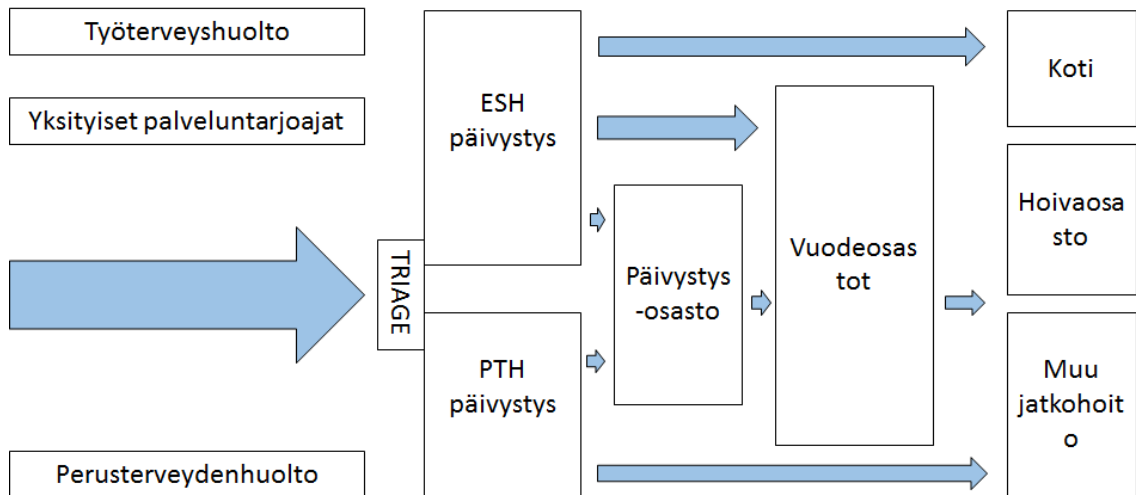 Työterveyshuolto
Yksityiset palveluntarjoajat
Perusterveydenhuolto
TRIAGE
ESH
päivystys
PTH
päivystys
Päivystys
-osasto
Vuodeosas
tot
Koti
Hoivaosa
sto
Muu
jatkohoit
o